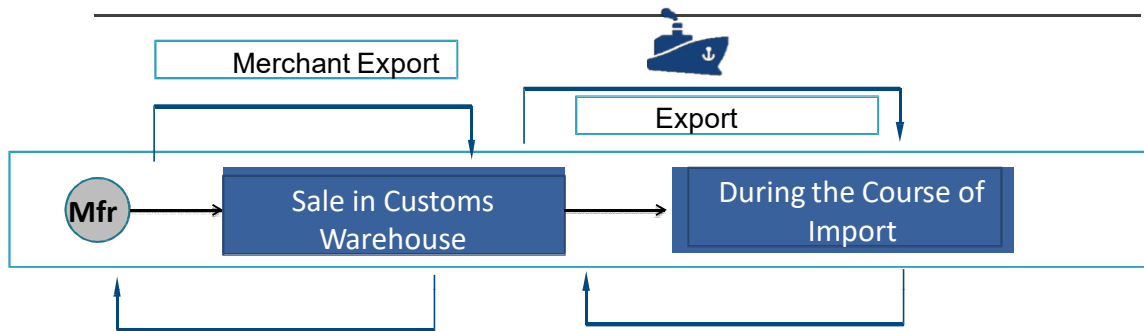 Merchant Export
Export
Mfr
Sale in Customs
Warehouse
During the Course of
Import